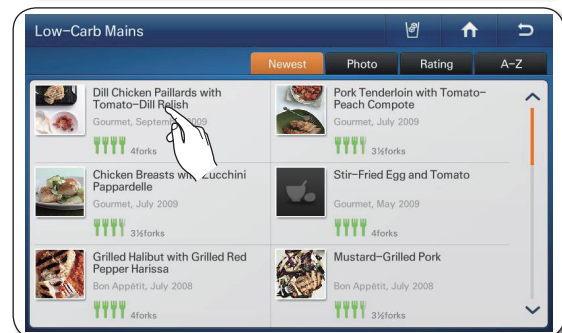 Low-Carb Mains
Newest
Photo
Rating
A-Z
Dill Chicken Paillards with
Tomato-Dill Relish
Gourmet, 2009
4forks
Pork Tenderloin with Tomato-
Peach Compote
Gourmet, July 2009
3½forks
Chicken Breasts Zucchini
Pappardelle
Gourmet, July 2009
3½forks
Stir-Fried Egg and Tomato
Gourmet, May 2009
4forks
Grilled Halibut with Grilled Red
Pepper Harissa
Bon Appétit, July 2008
4forks
Mustard-Grilled Pork
Bon Appétit, July 2008
3½forks